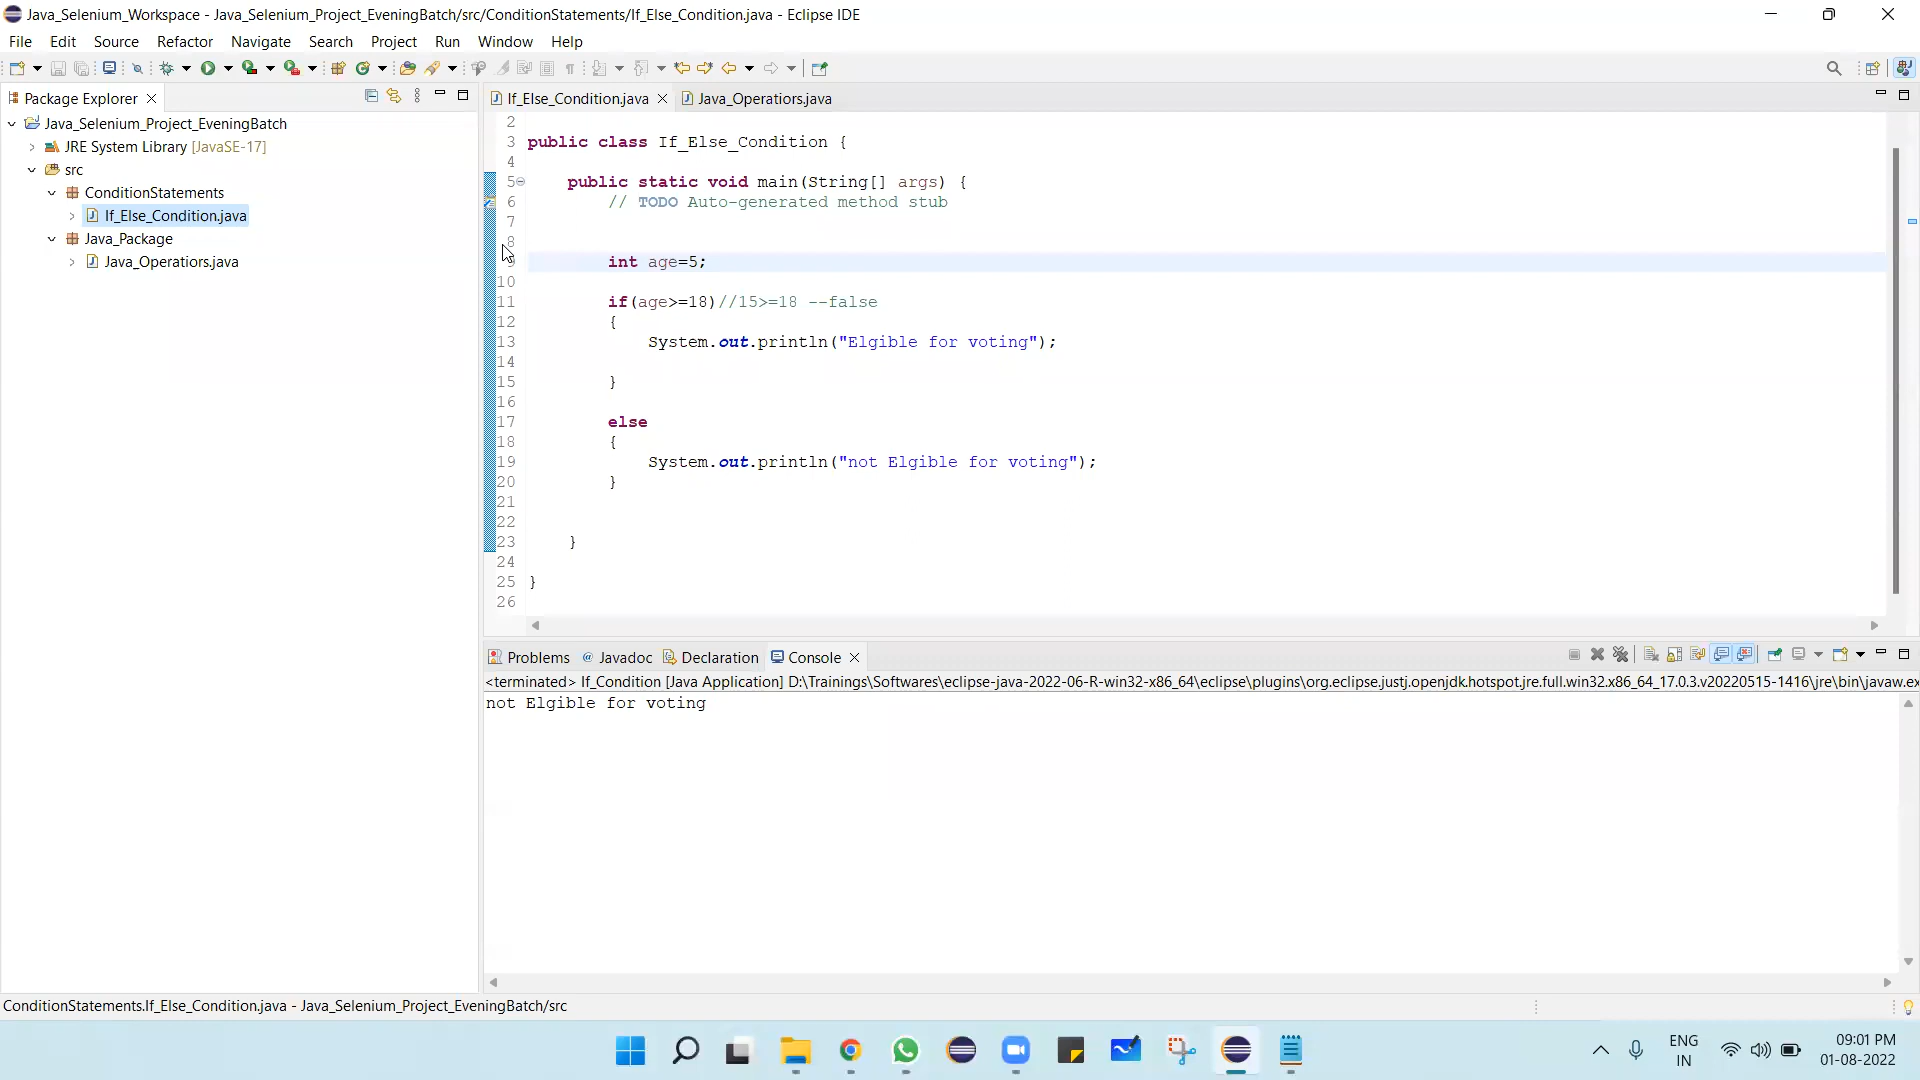 Java_Selenium_Workspace - Java_Selenium_Project_EveningBatch/src/ConditionStatements/If_Else_Condition.java - Eclipse IDE
File Edit Source Refactor Navigate Search Project Run Window Help
Package Explorer
If_Else_Condition.java
Java_Operatiors.java
Java_Selenium_Project_EveningBatch
JRE System Library [JavaSE-17]
src
ConditionStatements
If_Else_Condition.java
Java_Package
Java_Operatiors.java
2
3 public class If_Else_Condition {
4
5 public static void main(String[] args) {
6 // TODO Auto-generated method stub
7
8
9 int age=5;
10
11 if(age>=18)//15>=18 --false
12 {
13 System.out.println("Elgible for voting");
14
15 }
16
17 else
18 {
19 System.out.println("not Elgible for voting");
20 }
21
22
23 }
24
25 }
26
Problems @ Javadoc Declaration Console
<terminated> If_Condition [Java Application] D:\Trainings\Softwares\eclipse-java-2022-06-R-win32-x86_64\eclipse\plugins\org.eclipse.justj.openjdk.hotspot.jre.full.win32.x86_64_17.0.3.v20220515-1416\jre\bin\javaw.ex
not Elgible for voting
ConditionStatements.If_Else_Condition.java - Java_Selenium_Project_EveningBatch/src
ENG
IN
09:01 PM
01-08-2022